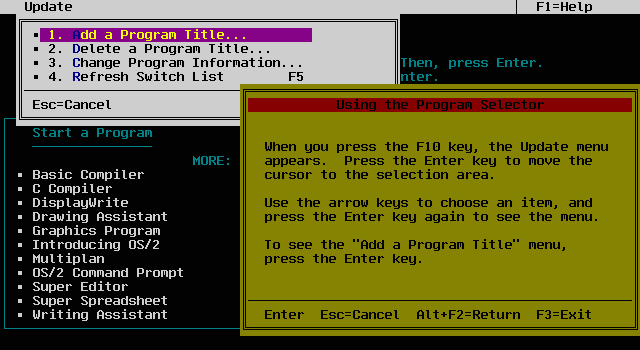 Update F1=Help
1. Add a Program Title...
2. Delete a Program Title...
3. Change Program Information...
4. Refresh Switch List F5
Esc=Cancel
Then, press Enter.
nter.
Start a Program
MORE:
Basic Compiler
C Compiler
DisplayWrite
Drawing Assistant
Graphics Program
Introducing OS/2
Multiplan
OS/2 Command Prompt
Super Editor
Super Spreadsheet
Writing Assistant
Using the Program Selector
When you press the F10 key, the Update menu
appears. Press the Enter key to move the
cursor to the selection area.
Use the arrow keys to choose an item, and
press the Enter key again to see the menu.
To see the "Add a Program Title" menu,
press the Enter key.
Enter Esc=Cancel Alt+F2=Return F3=Exit